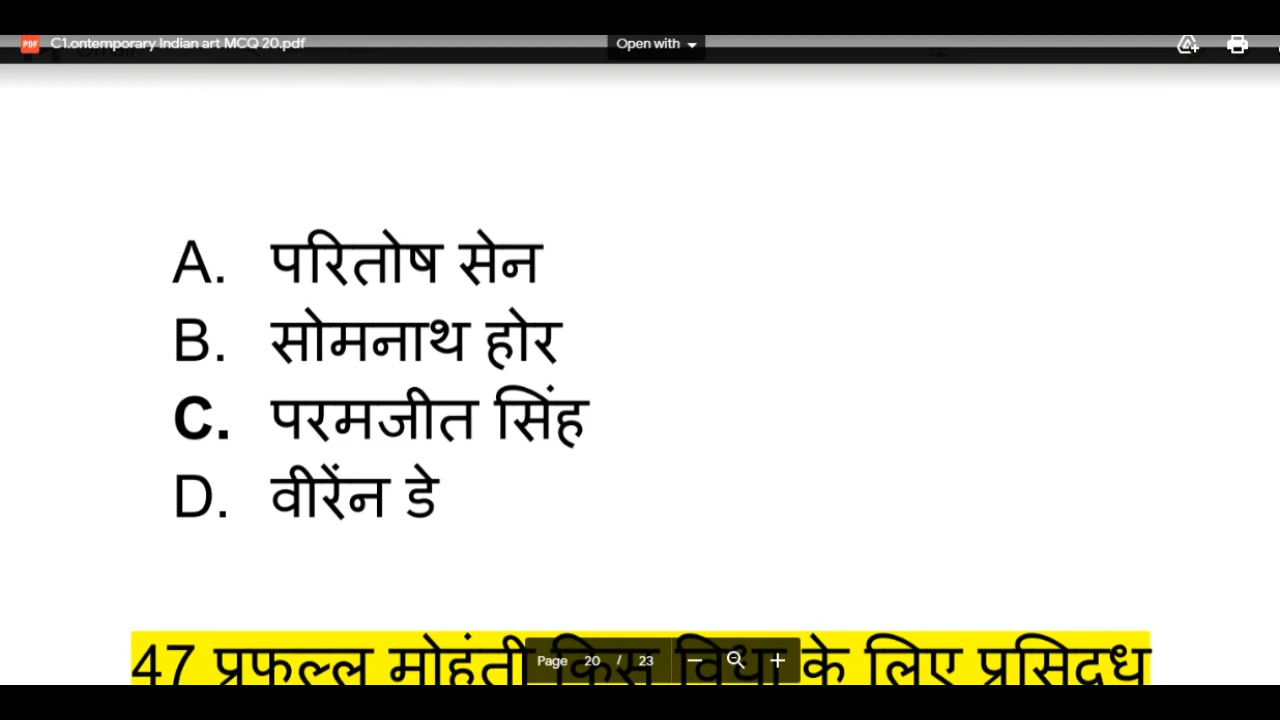 C1.ontemporary Indian art MCQ 20.pdf
Open with
A. परितोष सेन
B. सोमनाथ होर
C. परमजीत सिंह
D. वीरेंन डे
47 प्रफुल्ल मोहंती किस विधा के लिए प्रसिद्ध
Page 20 / 23